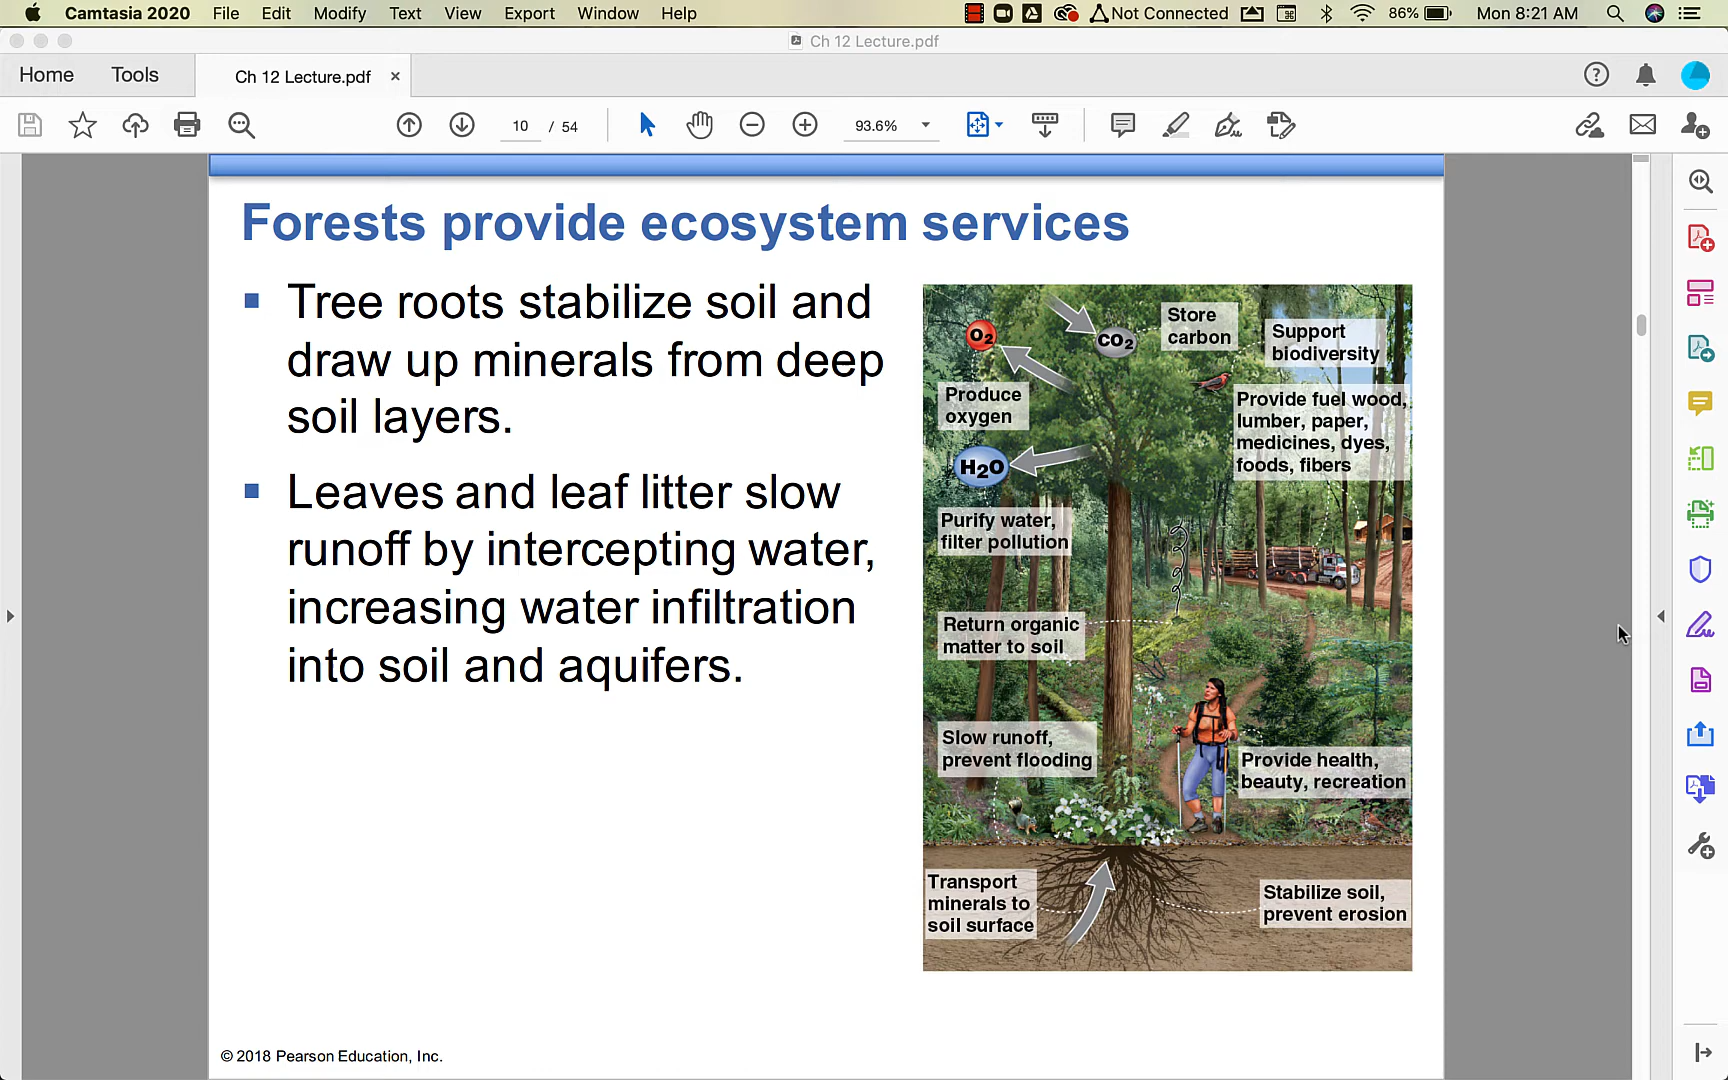 Camtasia 2020 File Edit Modify Text View Export Window Help Not Connected 86% Mon 8:21 AM
Ch 12 Lecture.pdf
Home Tools Ch 12 Lecture.pdf ×
10 / 54 93.6%
Forests provide ecosystem services
Tree roots stabilize soil and
draw up minerals from deep
soil layers.
Leaves and leaf litter slow
runoff by intercepting water,
increasing water infiltration
into soil and aquifers.
O2
CO2
Store
carbon
Support
biodiversity
Produce
oxygen
Provide fuel wood,
lumber, paper,
medicines, dyes,
foods, fibers
H2O
Purify water,
filter pollution
Return organic
matter to soil
Slow runoff,
prevent flooding
Provide health,
beauty, recreation
Transport
minerals to
soil surface
Stabilize soil,
prevent erosion
© 2018 Pearson Education, Inc.